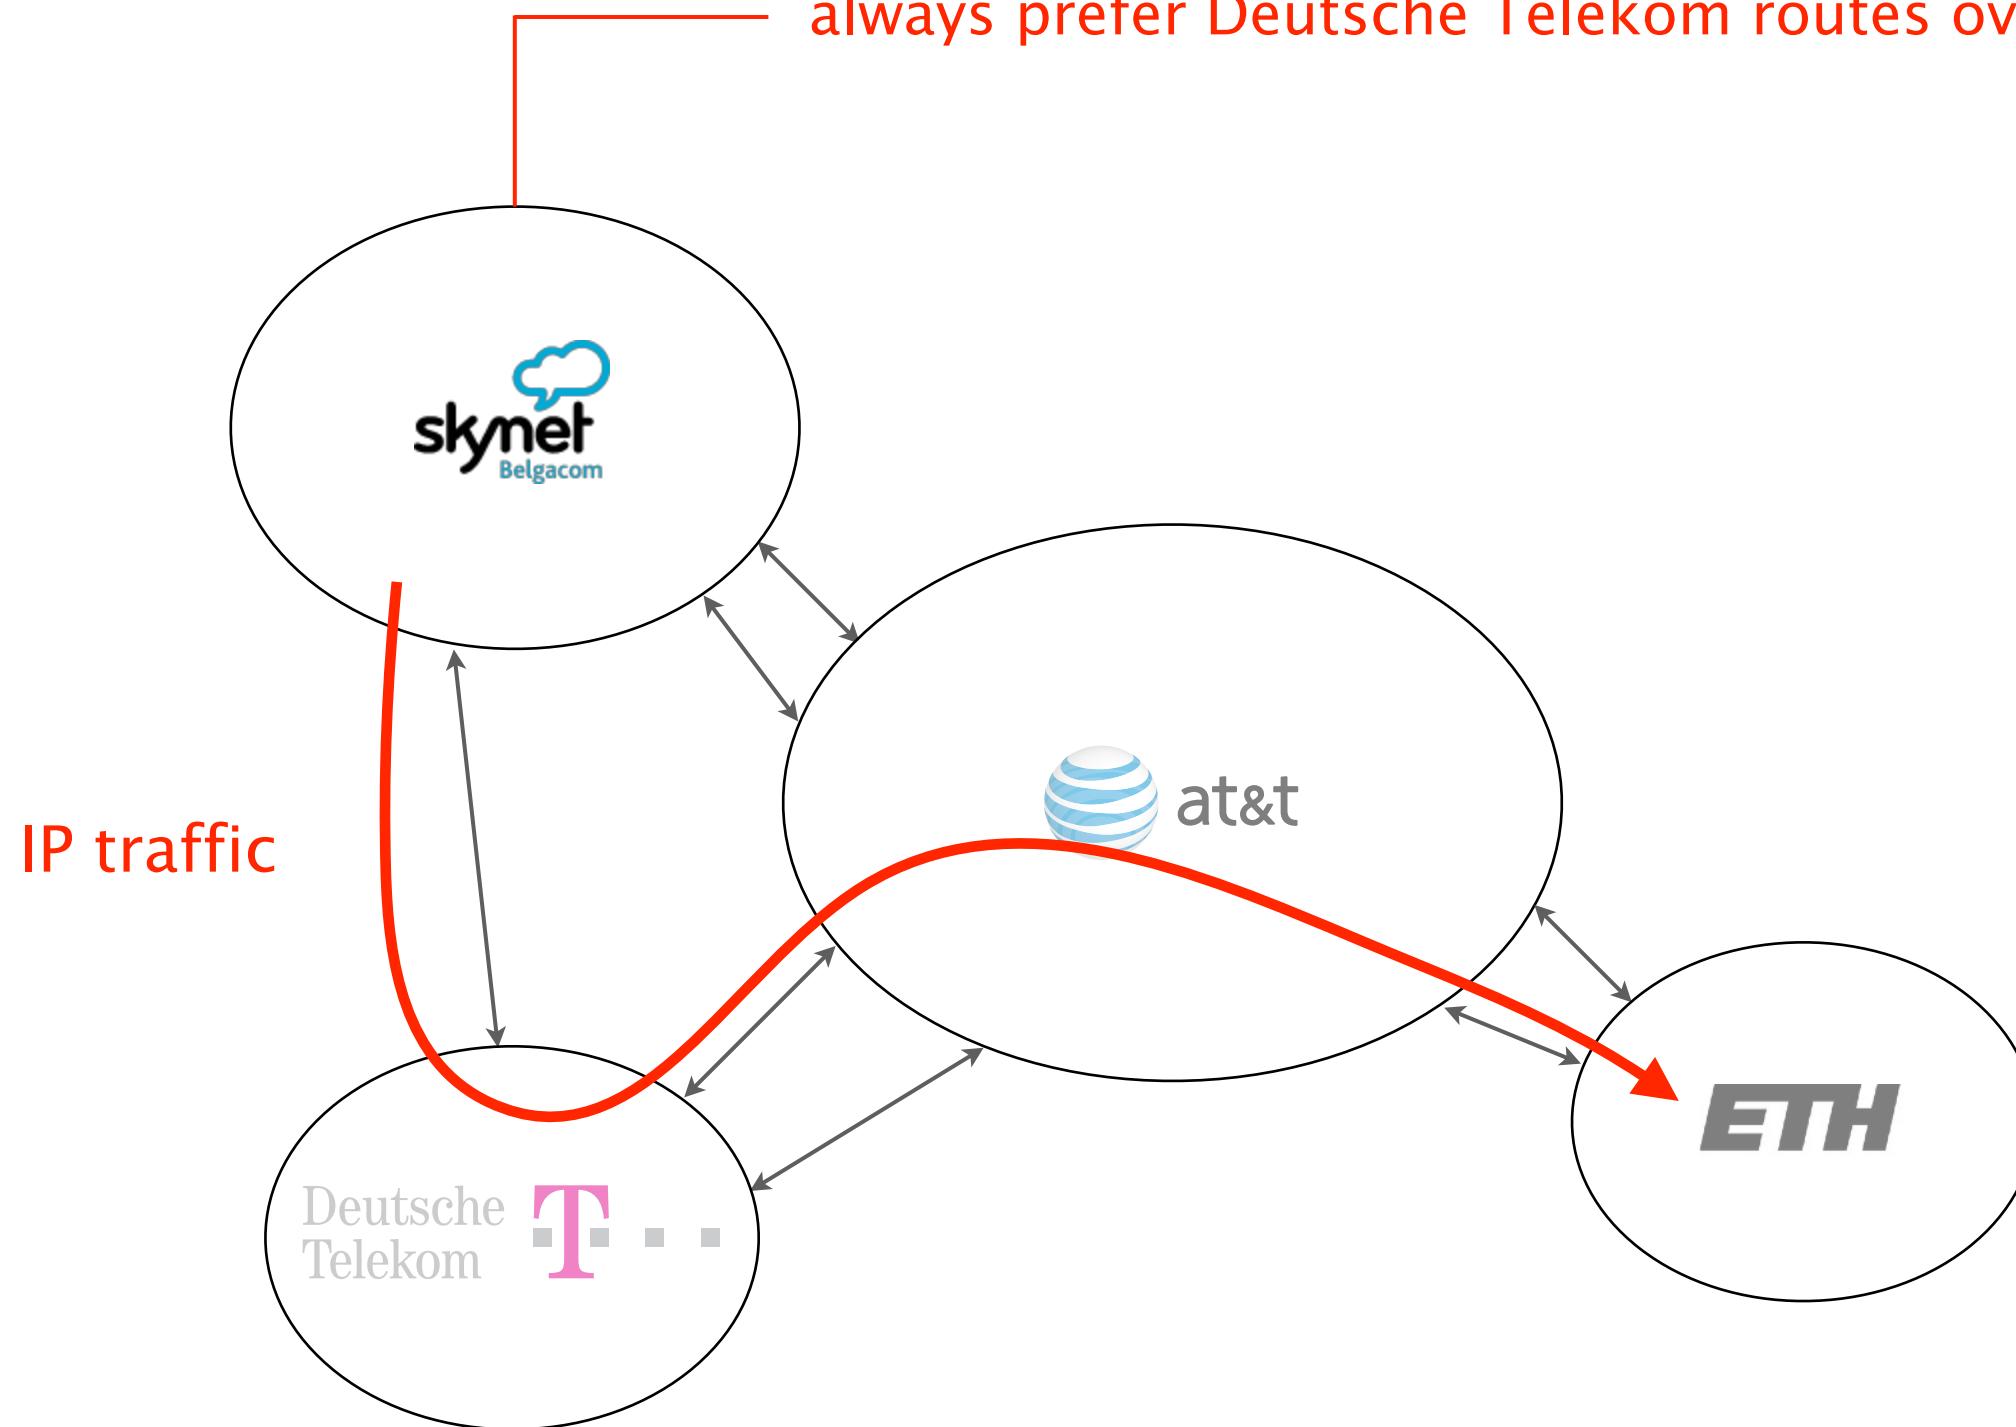 always prefer Deutsche Telekom routes ov
skynet
Belgacom
at&t
IP traffic
ETH
Deutsche
Telekom
T